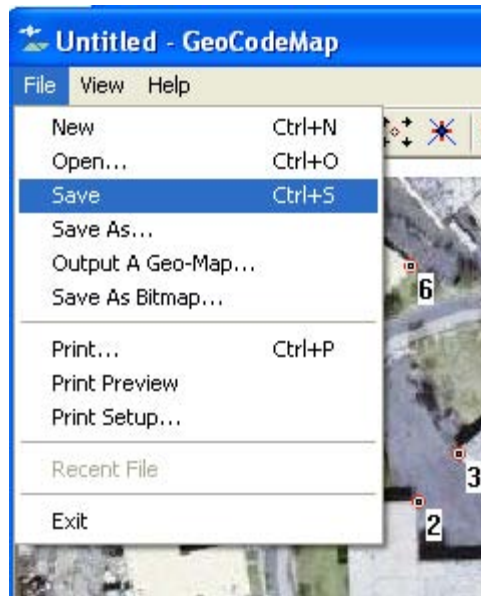 Untitled - GeoCodeMap
File View Help
New Ctrl+N
Open... Ctrl+O
Save Ctrl+S
Save As...
Output A Geo-Map...
Save As Bitmap...
Print... Ctrl+P
Print Preview
Print Setup...
Recent File
Exit
6
3
2